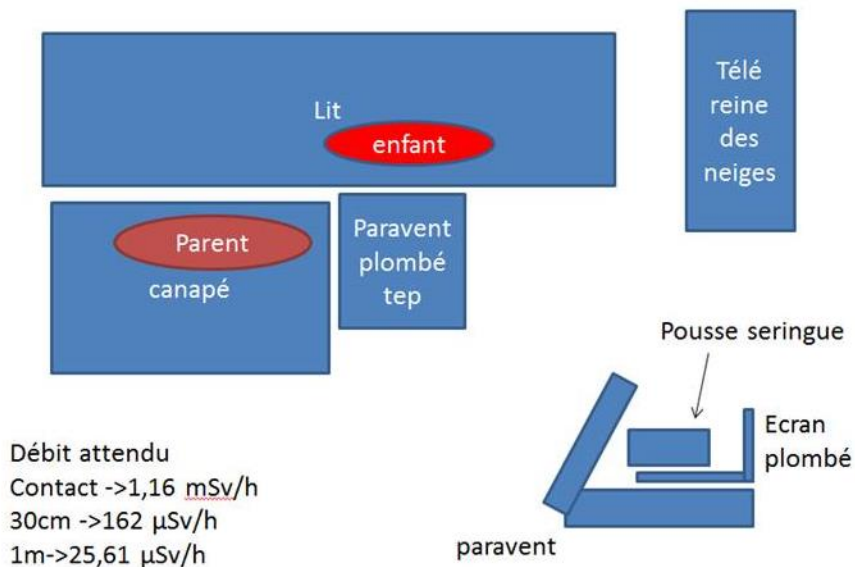 Lit
enfant
Télé
reine
des
neiges
Parent
canapé
Paravent
plombé
tep
Pousse seringue
Ecran
plombé
paravent
Débit attendu
Contact ->1,16 mSv/h
30cm ->162 µSv/h
1m->25,61 µSv/h